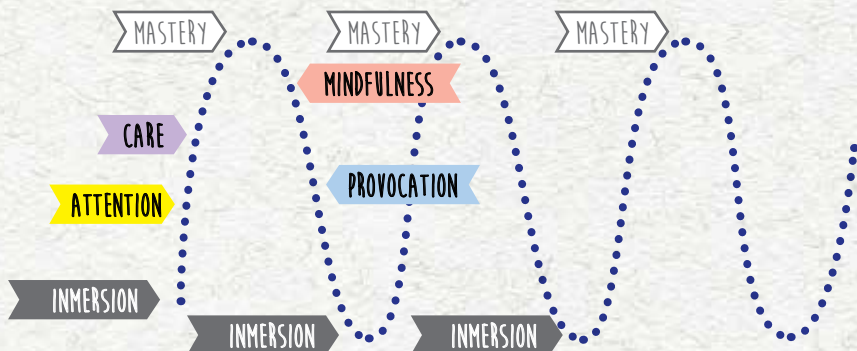 MASTERY
MASTERY
MASTERY
MINDFULNESS
CARE
PROVOCATION
ATTENTION
INMERSION
INMERSION
INMERSION